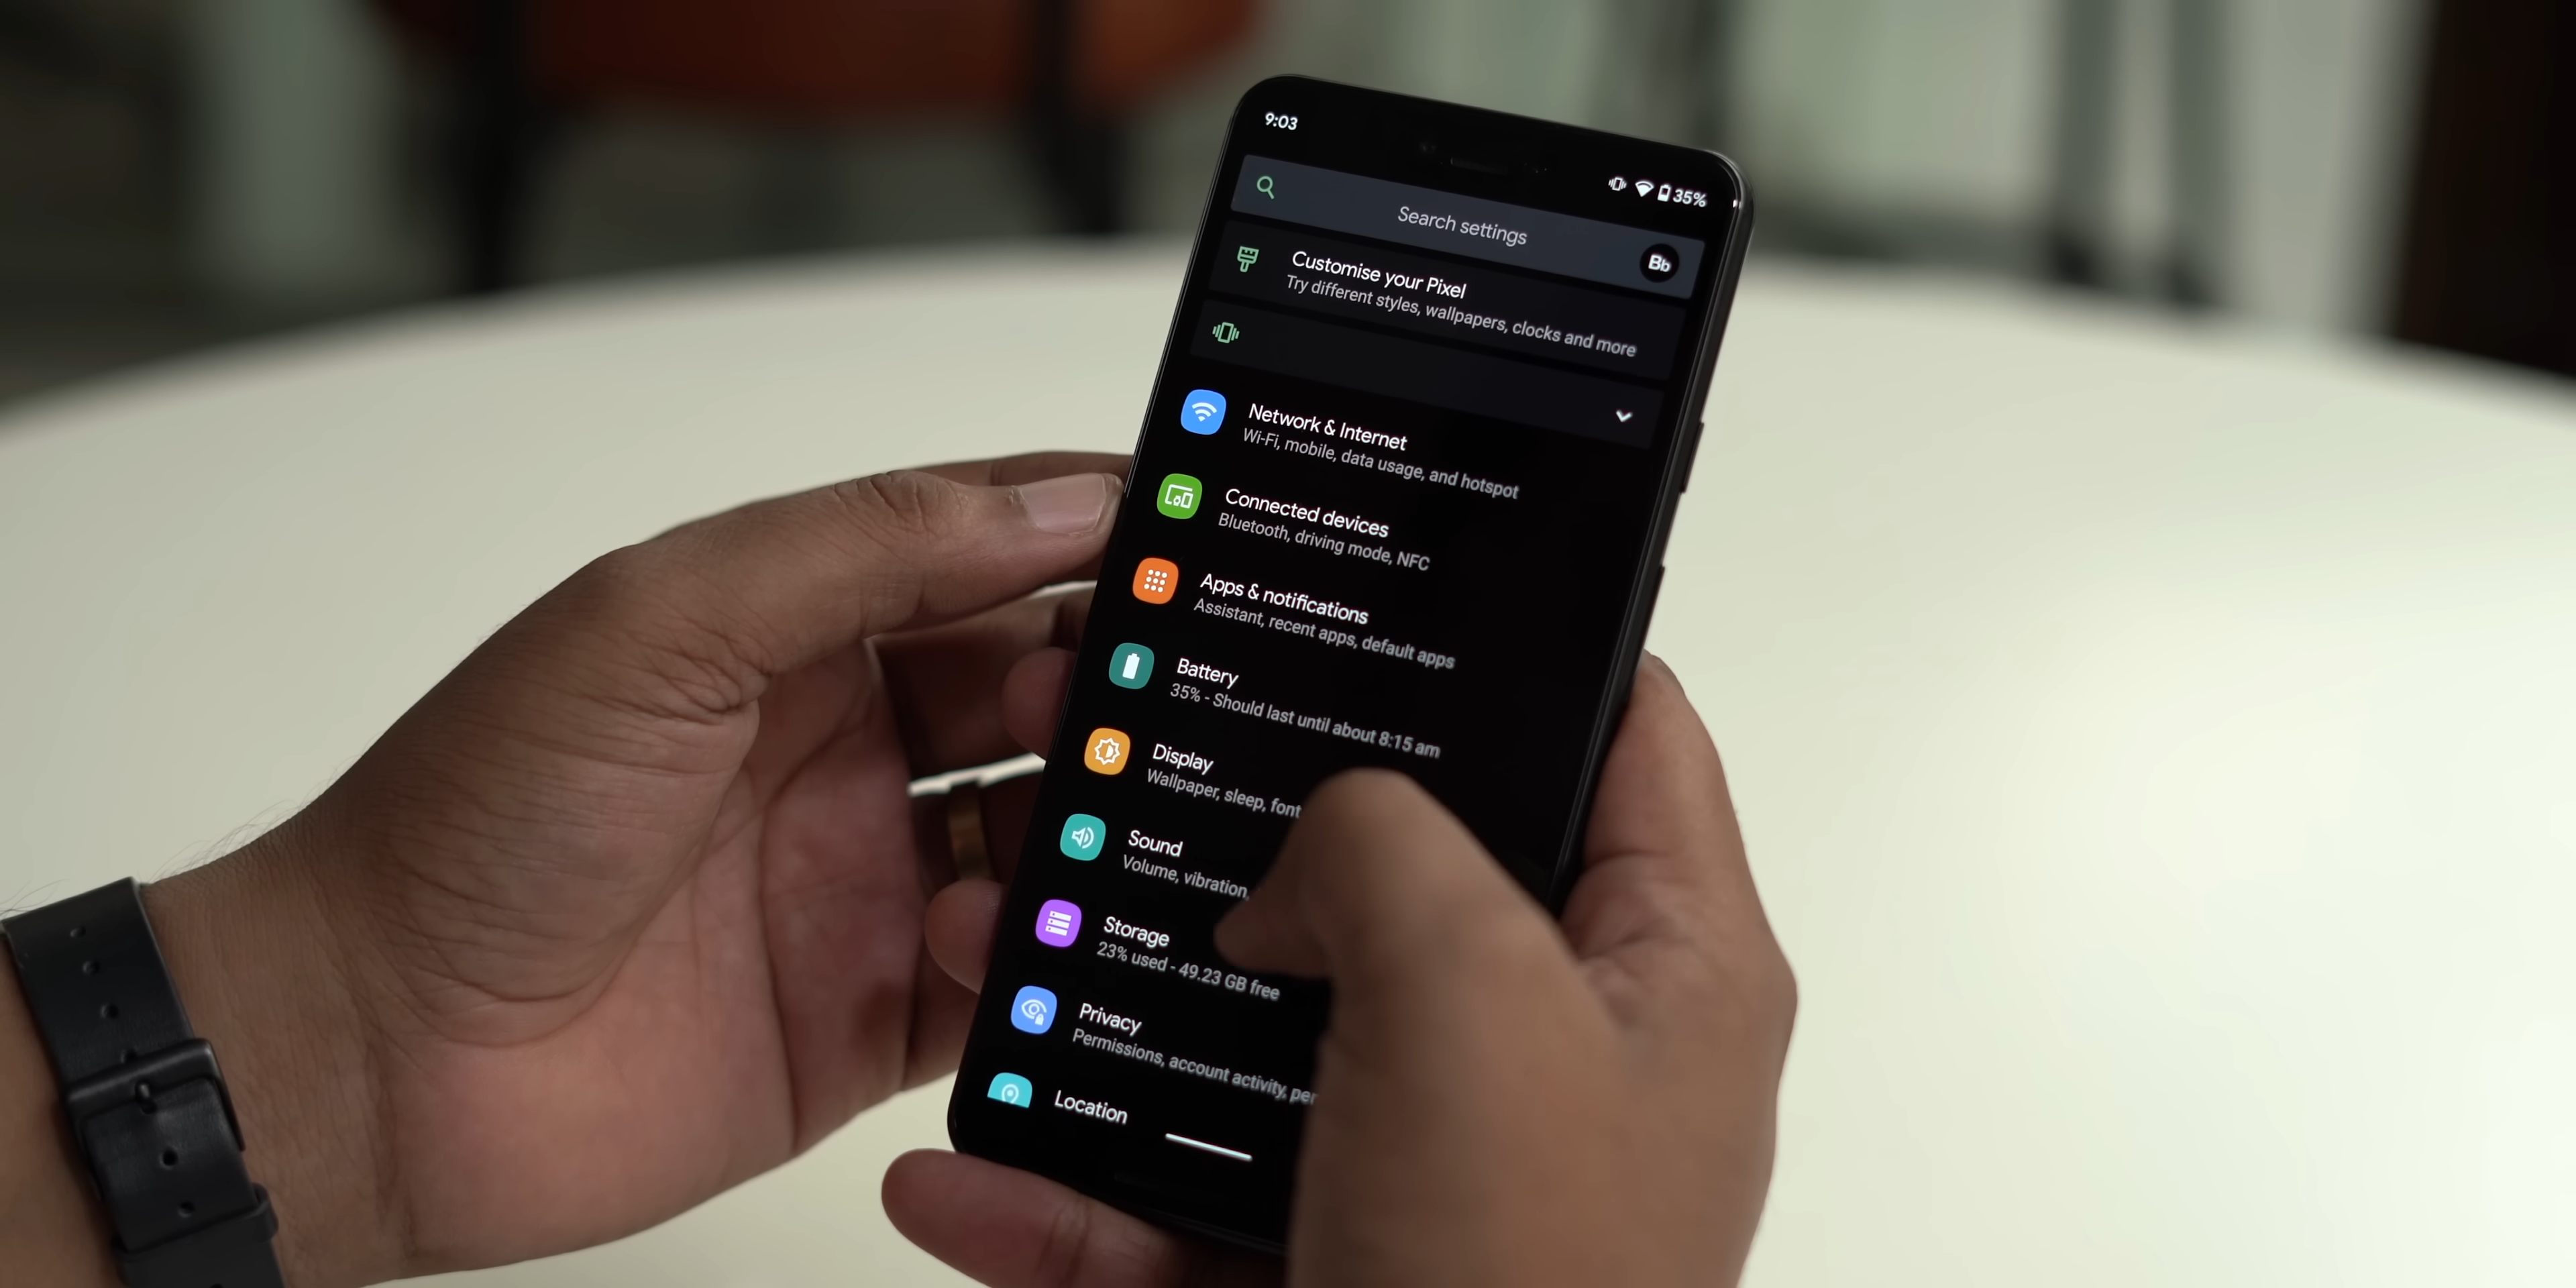 9:03
35%
Search settings
Bb
Customise your Pixel
Try different styles, wallpapers, clocks and more
Network & Internet
Wi-Fi, mobile, data usage, and hotspot
Connected devices
Bluetooth, driving mode, NFC
Apps & notifications
Assistant, recent apps, default apps
Battery
35% - Should last until about 8:15 am
Display
Wallpaper, sleep, font
Sound
Volume, vibration,
Storage
23% used - 49.23 GB free
Privacy
Permissions, account activity,
Location